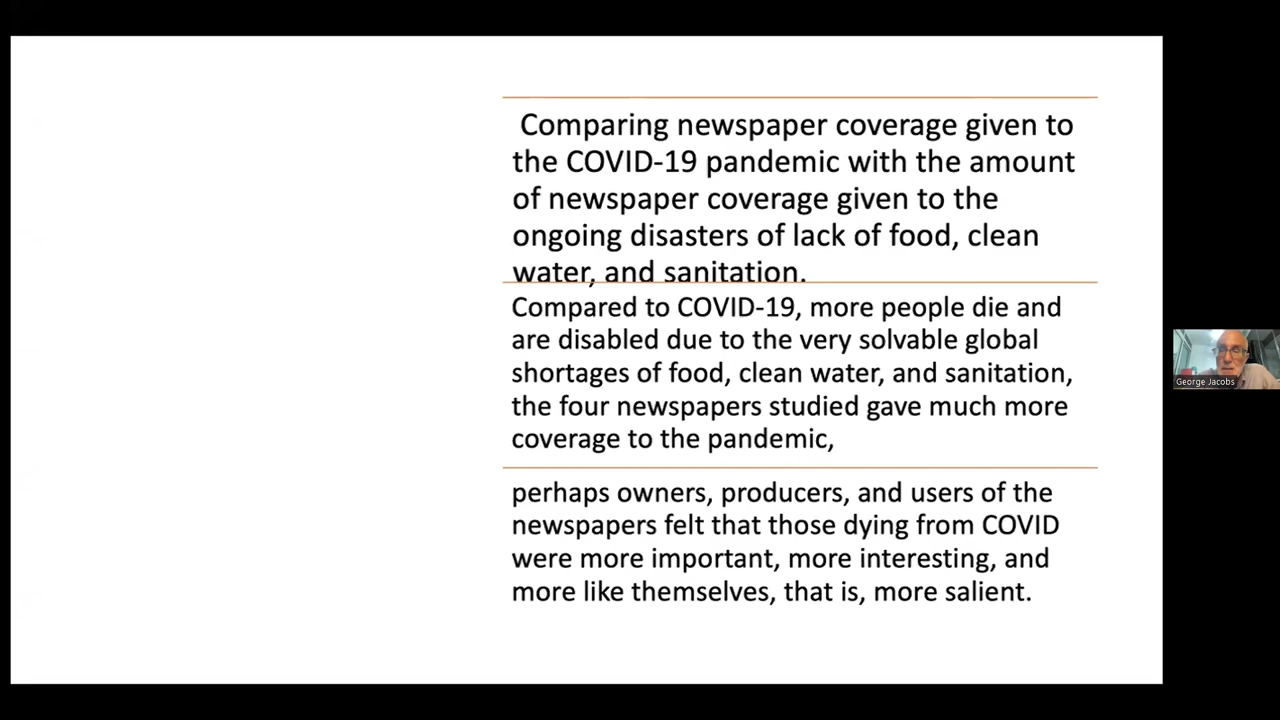 Comparing newspaper coverage given to
the COVID-19 pandemic with the amount
of newspaper coverage given to the
ongoing disasters of lack of food, clean
water, and sanitation.
Compared to COVID-19, more people die and
are disabled due to the very solvable global
shortages of food, clean water, and sanitation,
the four newspapers studied gave much more
coverage to the pandemic,
perhaps owners, producers, and users of the
newspapers felt that those dying from COVID
were more important, more interesting, and
more like themselves, that is, more salient.
George Jacobs